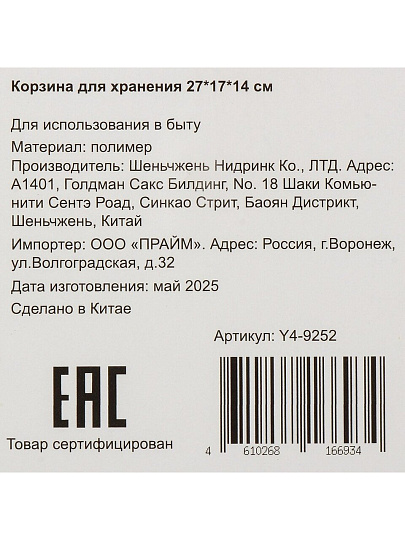 Корзина для хранения 27*17*14 см
Для использования в быту
Материал: полимер
Производитель: Шеньчжень Нидринк Ко., ЛТД. Адрес:
А1401, Голдман Сакс Билдинг, No. 18 Шаки Комью-
нити Сентэ Роад, Синкао Стрит, Баоян Дистрикт,
Шеньчжень, Китай
Импортер: ООО «ПРАЙМ». Адрес: Россия, г.Воронеж,
ул.Волгоградская, д.32
Дата изготовления: май 2025
Сделано в Китае
Артикул: Y4-9252
EAC
Товар сертифицирован
4 610268 166934